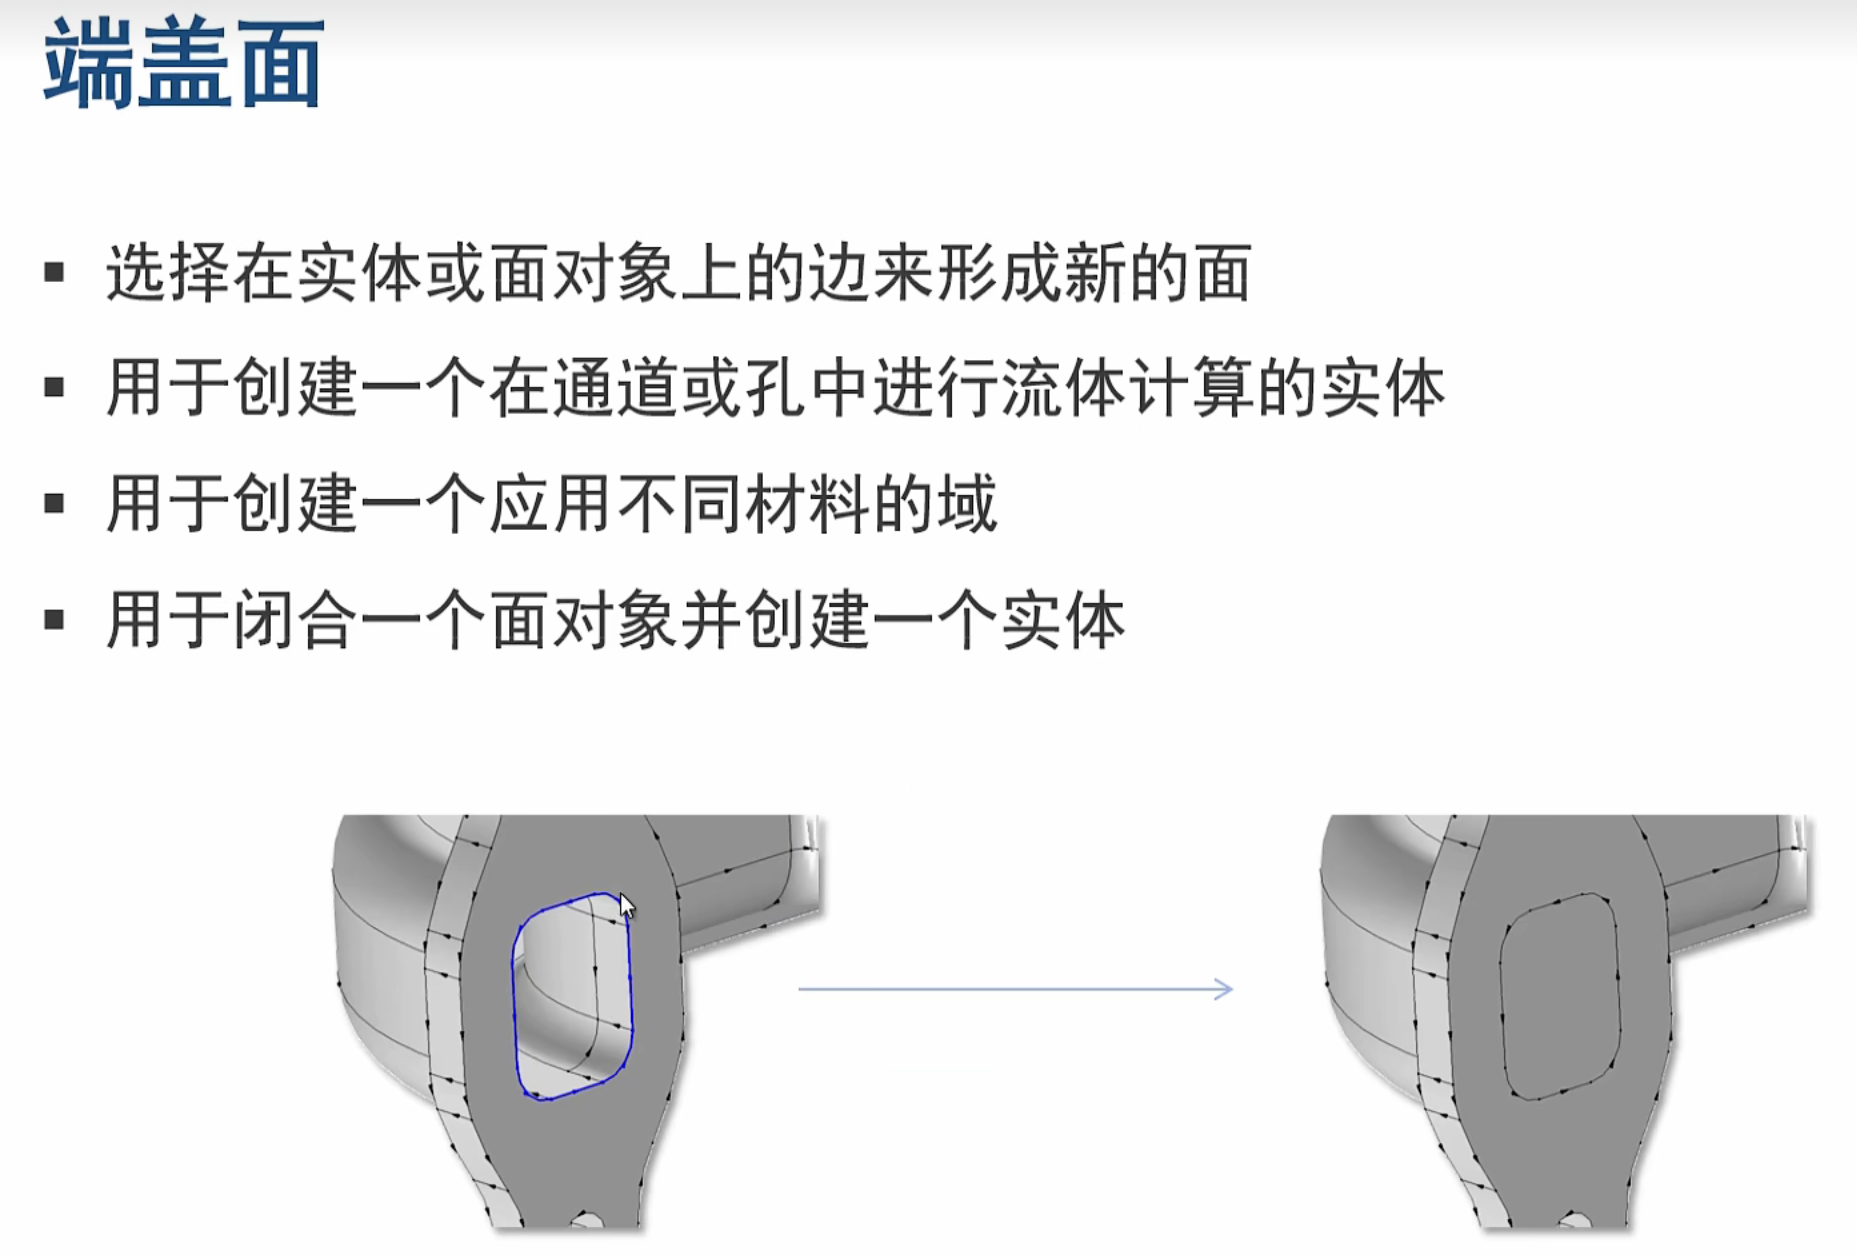 端盖面
▪ 选择在实体或面对象上的边来形成新的面
▪ 用于创建一个在通道或孔中进行流体计算的实体
▪ 用于创建一个应用不同材料的域
▪ 用于闭合一个面对象并创建一个实体